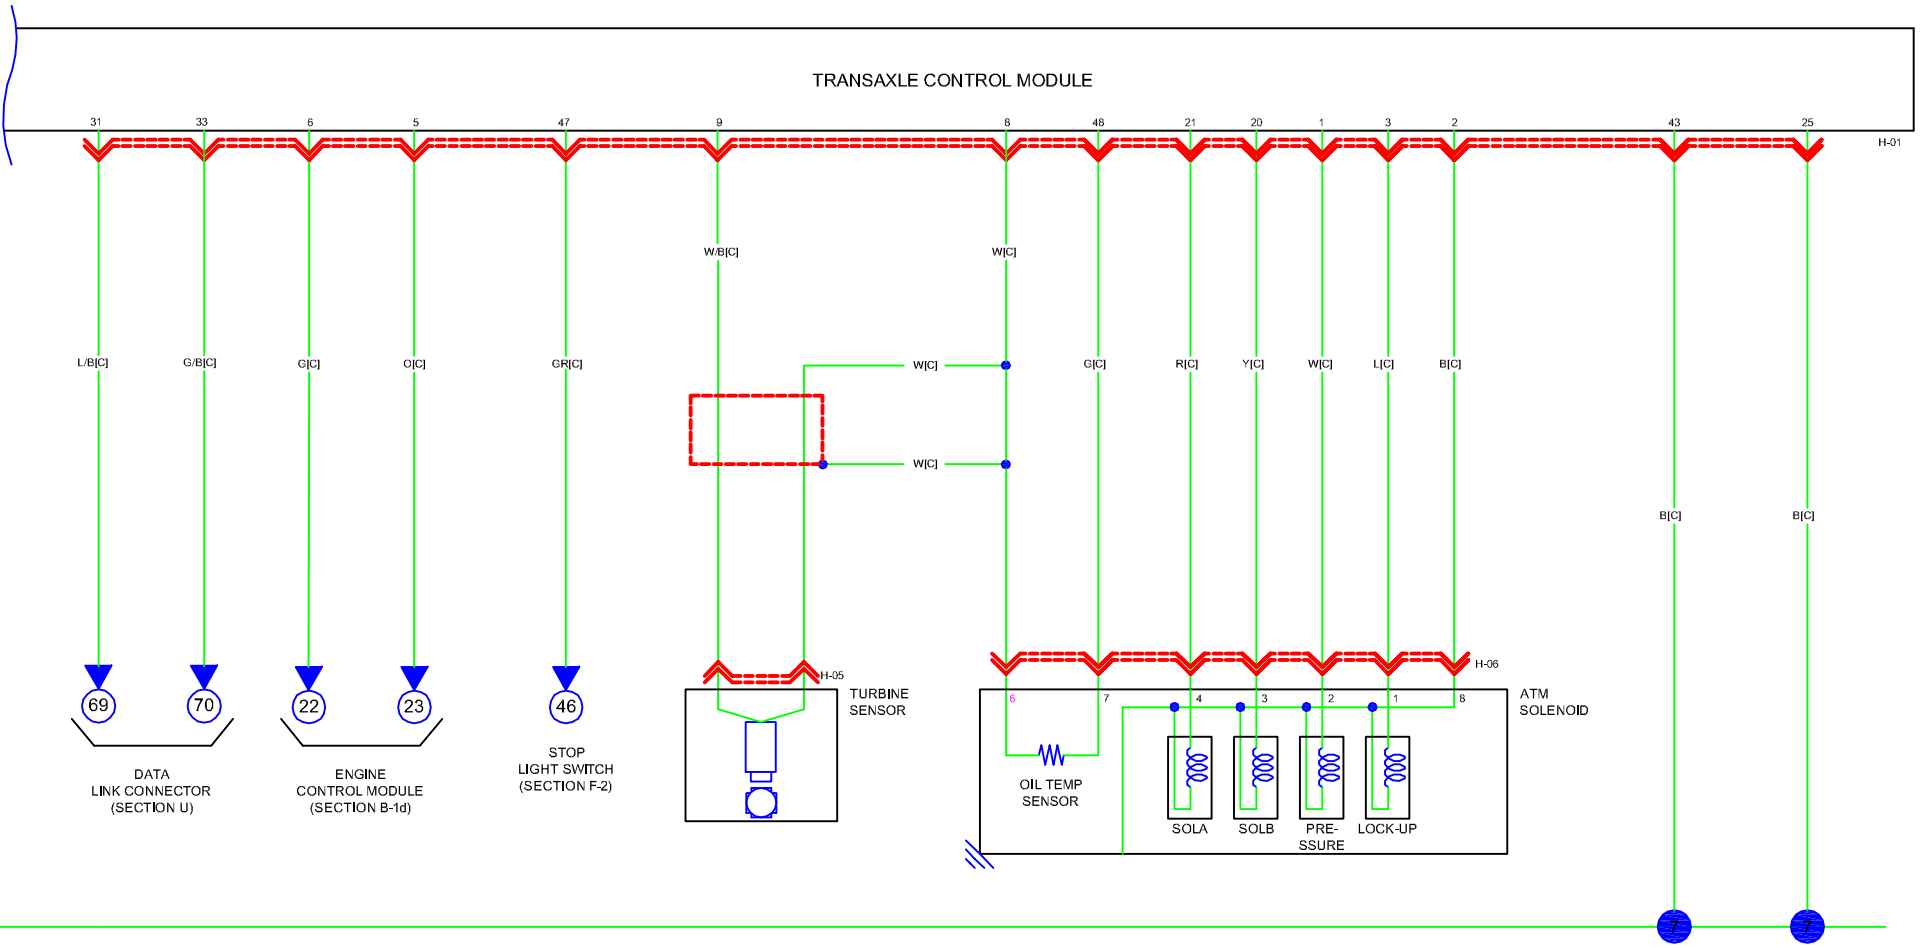 TRANSAXLE CONTROL MODULE
31 33 6 5 47 9 8 48 21 20 1 3 2 43 25
H-01
W/B[C] W[C]
L/B[C] G/B[C] G[C] O[C] GR[C] W[C] G[C] R[C] Y[C] W[C] L[C] B[C]
W[C]
B[C] B[C]
H-05
H-06
69 70 22 23 46
TURBINE
SENSOR
6 7 4 3 2 1 8
ATM
SOLENOID
STOP
LIGHT SWITCH
(SECTION F-2)
DATA
LINK CONNECTOR
(SECTION U)
ENGINE
CONTROL MODULE
(SECTION B-1d)
OIL TEMP
SENSOR
SOLA SOLB PRE-
SSURE
LOCK-UP
7 7